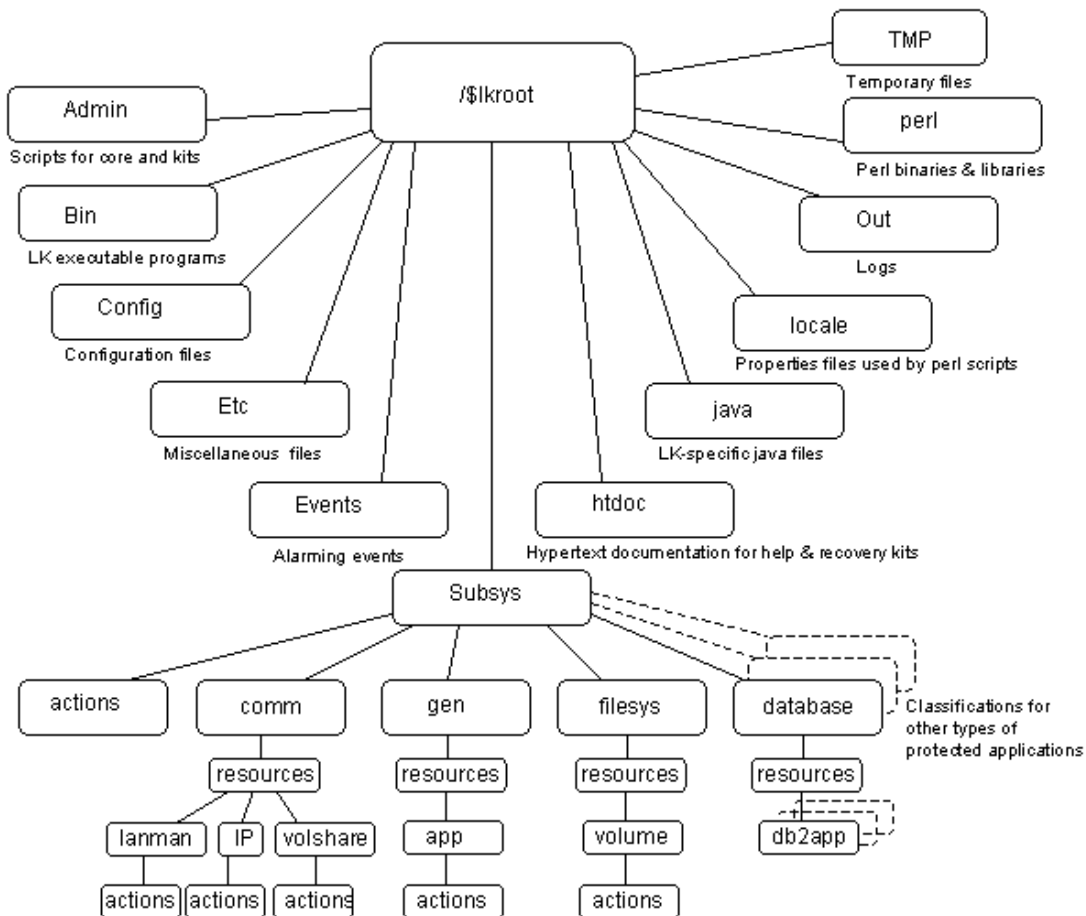 /$lkroot
TMP
Temporary files
Admin
Scripts for core and kits
perl
Perl binaries & libraries
Bin
LK executable programs
Out
Logs
Config
Configuration files
locale
Properties files used by perl scripts
Etc
Miscellaneous files
java
LK-specific java files
Events
Alarming events
htdoc
Hypertext documentation for help & recovery kits
Subsys
actions
comm
gen
filesys
database
Classifications for
other types of
protected applications
resources
resources
resources
resources
lanman
IP
volshare
app
volume
db2app
actions
actions
actions
actions
actions